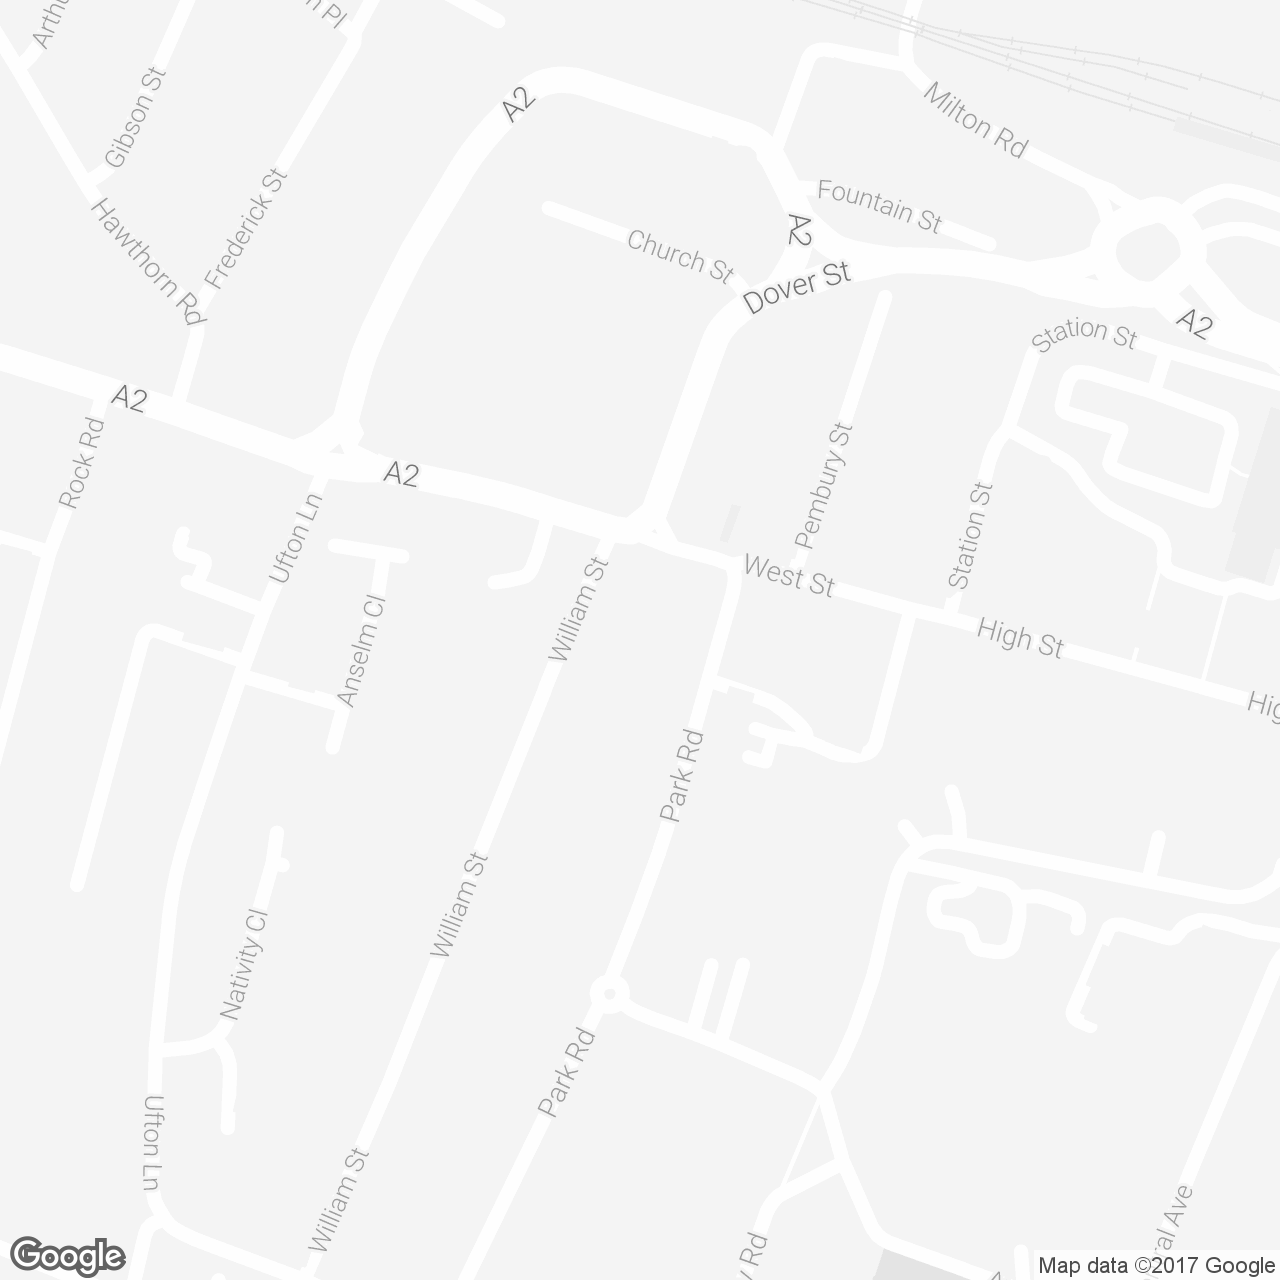 A2
Gibson St
Milton Rd
Frederick St
Fountain St
Hawthorn Rd
A2
Church St
Dover St
A2
Station St
A2
Rock Rd
A2
Pembury St
Ufton Ln
Station St
West St
William St
Anselm Cl
High St
Park Rd
William St
Nativity Cl
Park Rd
Ufton Ln
William St
Google
Map data ©2017 Google